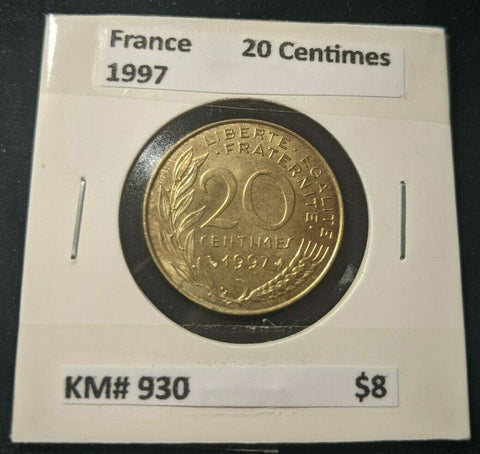 France 20 Centimes
1997
LIBERTE · EGALITE
· FRATERNITE ·
20
CENTIMES
1997
KM# 930 $8